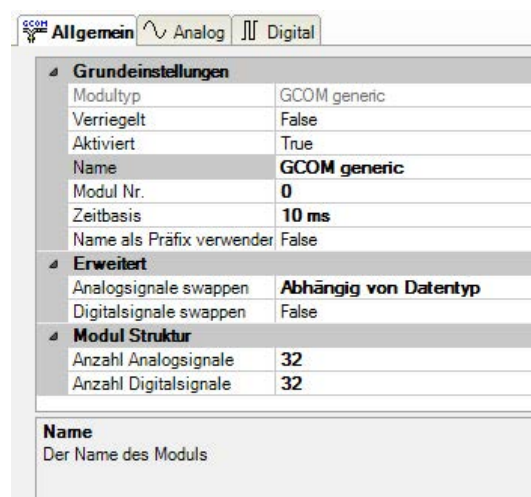 GCOM Allgemein Analog Digital
Grundeinstellungen
Modultyp GCOM generic
Verriegelt False
Aktiviert True
Name GCOM generic
Modul Nr. 0
Zeitbasis 10 ms
Name als Präfix verwender False
Erweitert
Analogsignale swappen Abhängig von Datentyp
Digitalsignale swappen False
Modul Struktur
Anzahl Analogsignale 32
Anzahl Digitalsignale 32
Name
Der Name des Moduls